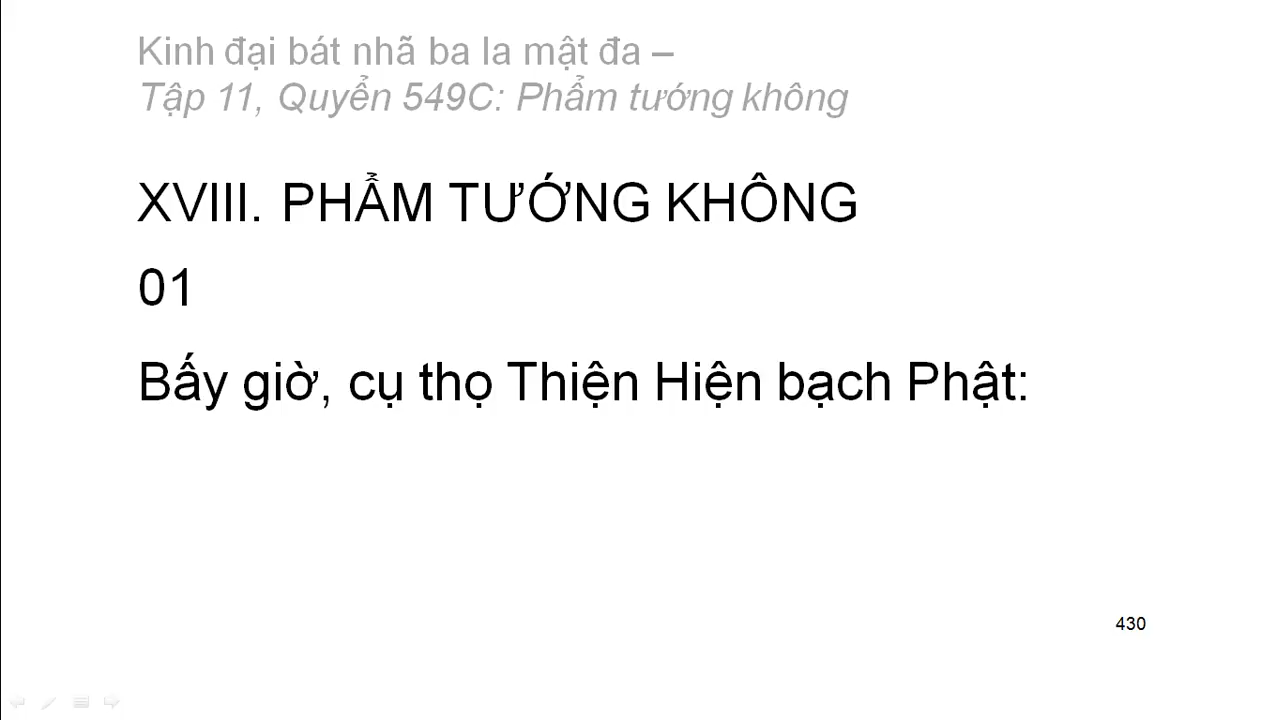 Kinh đại bát nhã ba la mật đa –
Tập 11, Quyển 549C: Phẩm tướng không
XVIII. PHẨM TƯỚNG KHÔNG
01
Bấy giờ, cụ thọ Thiện Hiện bạch Phật:
430